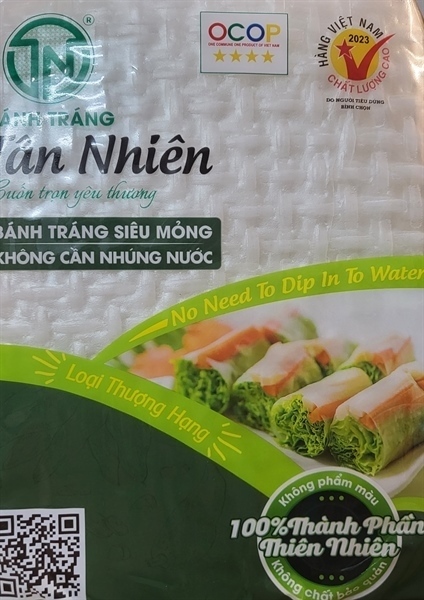 TN
®
OCOP
ONE COMMUNE ONE PRODUCT OF VIET NAM
HÀNG VIỆT NAM
2023
CHẤT LƯỢNG CAO
DO NGƯỜI TIÊU DÙNG
BÌNH CHỌN
ÁNH TRÁNG
Tân Nhiên
Cuốn trọn yêu thương
BÁNH TRÁNG SIÊU MỎNG
KHÔNG CẦN NHÚNG NƯỚC
No Need To Dip In To Water
Loại Thượng Hạng
Không phẩm màu
100% Thành Phần
Thiên Nhiên
Không chất bảo quản